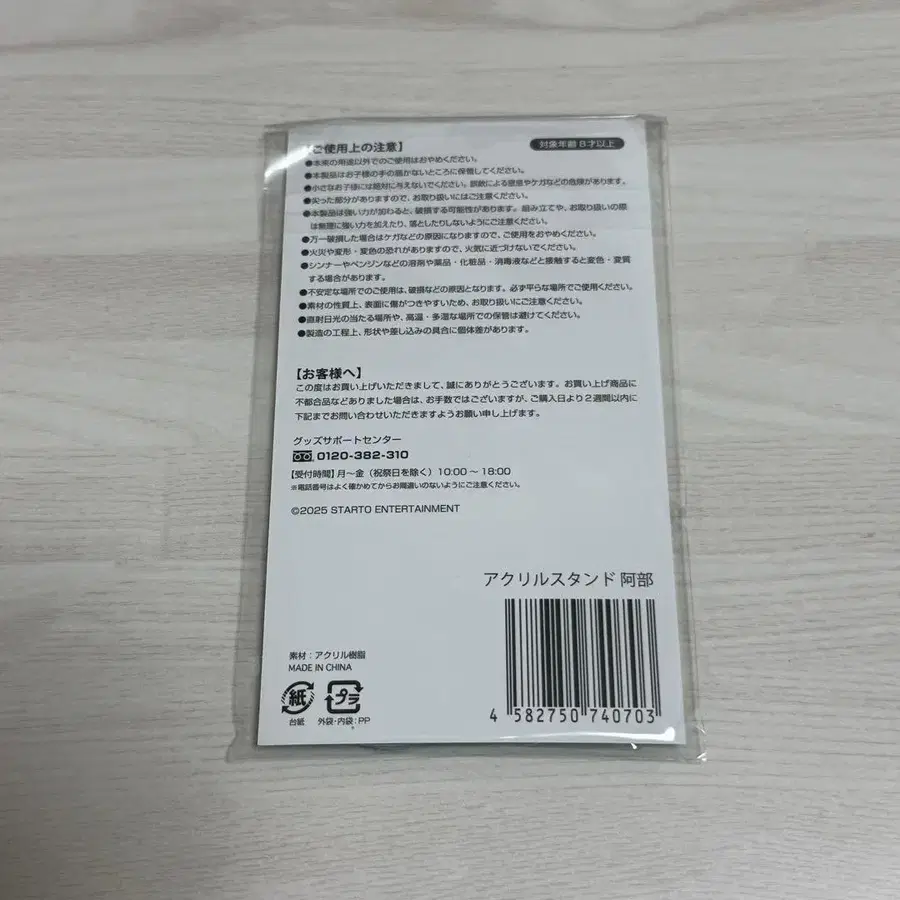 【ご使用上の注意】
対象年齢 8才以上
●本来の用途以外でのご使用はおやめください。
●本製品はお子様の手の届かないところに保管してください。
●小さなお子様には絶対に与えないでください。誤飲による窒息やケガなどの危険があります。
●尖った部分がありますので、お取り扱いにはご注意ください。
●本製品は強い力が加わると、破損する可能性があります。組み立てや、お取り扱いの際
は無理に強い力を加えたり、落としたりしないようにご注意ください。
●万一破損した場合はケガなどの原因になりますので、ご使用をおやめください。
●火災や変形・変色の恐れがありますので、火気に近づけないでください。
●シンナーやベンジンなどの溶剤や薬品・化粧品・消毒液などと接触すると変色・変質
する場合があります。
●不安定な場所でのご使用は、破損などの原因となります。必ず平らな場所でご使用ください。
●素材の性質上、表面に傷がつきやすいため、お取り扱いにご注意ください。
●直射日光の当たる場所や、高温・多湿な場所での保管は避けてください。
●製造の工程上、形状や差し込みの具合に個体差があります。
【お客様へ】
この度はお買い上げいただきまして、誠にありがとうございます。お買い上げ商品に
不都合品などありました場合は、お手数ではございますが、ご購入日より2週間以内に
下記までお問い合わせいただきますようお願い申し上げます。
グッズサポートセンター
0120-382-310
【受付時間】月～金（祝祭日を除く）10:00～18:00
※電話番号はよく確かめてからお間違いのないようにご注意ください。
©2025 STARTO ENTERTAINMENT
アクリルスタンド 阿部
4 582750 740703
素材：アクリル樹脂
MADE IN CHINA
紙 プラ
台紙 外袋・内袋：PP